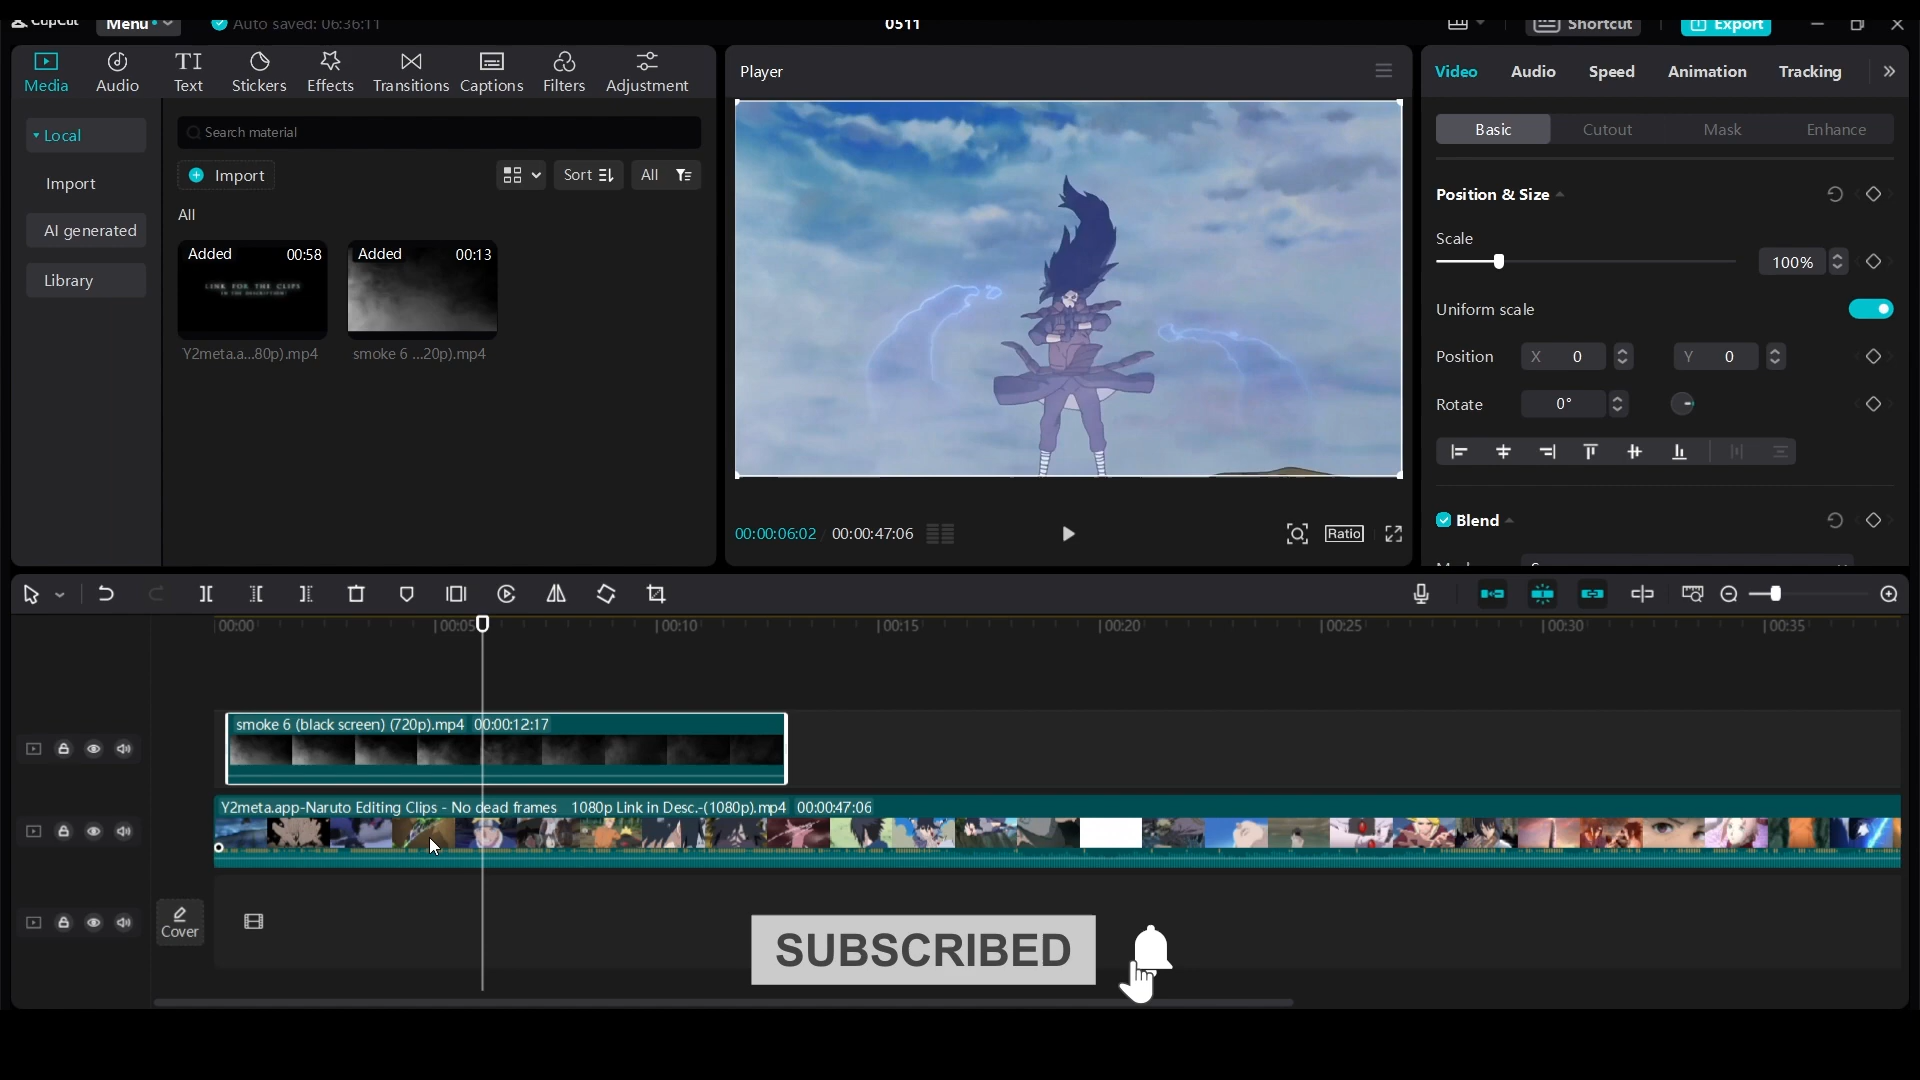 CapCut
Menu
Auto saved: 06:36:11
0511
Shortcut
Export
Media
Audio
Text
Stickers
Effects
Transitions
Captions
Filters
Adjustment
Local
Import
AI generated
Library
Search material
Import
Sort
All
All
Added 00:58
LINK FOR THE CLIPS
IN THE DESCRIPTION!
Y2meta.a...80p).mp4
Added 00:13
smoke 6 ...20p).mp4
Player
00:00:06:02
00:00:47:06
Ratio
Video
Audio
Speed
Animation
Tracking
Basic
Cutout
Mask
Enhance
Position & Size
Scale
100%
Uniform scale
Position X 0 Y 0
Rotate 0°
Blend
00:00 00:05 00:10 00:15 00:20 00:25 00:30 00:35
smoke 6 (black screen) (720p).mp4 00:00:12:17
Y2meta.app-Naruto Editing Clips - No dead frames 1080p Link in Desc.-(1080p).mp4 00:00:47:06
Cover
SUBSCRIBED